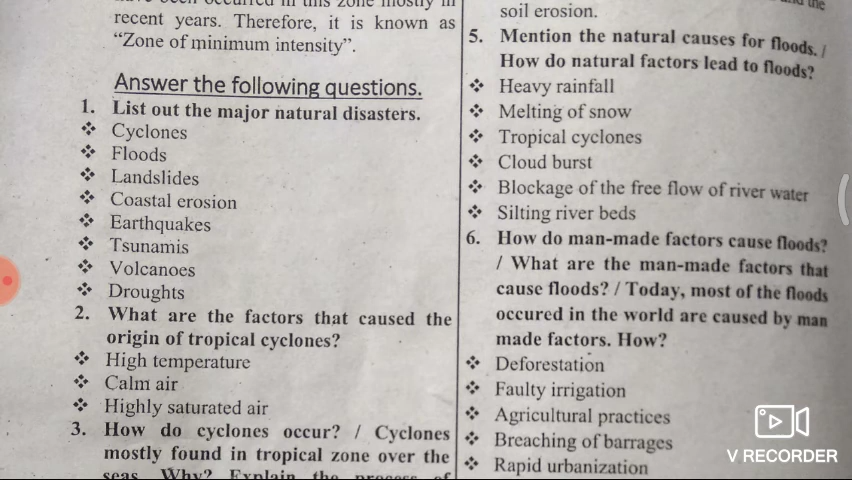 recent years. Therefore, it is known as
“Zone of minimum intensity”.
Answer the following questions.
1. List out the major natural disasters.
❖ Cyclones
❖ Floods
❖ Landslides
❖ Coastal erosion
❖ Earthquakes
❖ Tsunamis
❖ Volcanoes
❖ Droughts
2. What are the factors that caused the
origin of tropical cyclones?
❖ High temperature
❖ Calm air
❖ Highly saturated air
3. How do cyclones occur? / Cyclones
mostly found in tropical zone over the
seas. Why? Explain the process of
soil erosion.
5. Mention the natural causes for floods. /
How do natural factors lead to floods?
❖ Heavy rainfall
❖ Melting of snow
❖ Tropical cyclones
❖ Cloud burst
❖ Blockage of the free flow of river water
❖ Silting river beds
6. How do man-made factors cause floods?
/ What are the man-made factors that
cause floods? / Today, most of the floods
occured in the world are caused by man
made factors. How?
❖ Deforestation
❖ Faulty irrigation
❖ Agricultural practices
❖ Breaching of barrages
❖ Rapid urbanization
V RECORDER